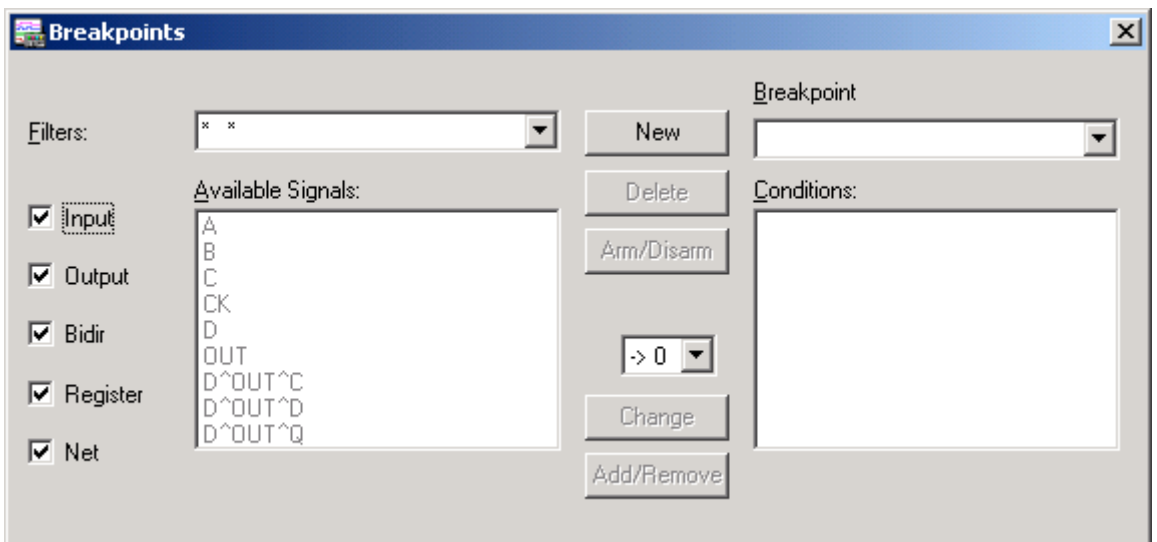 Breakpoints
Filters:
* *
New
Breakpoint
Input
Output
Bidir
Register
Net
Available Signals:
A
B
C
CK
D
OUT
D^OUT^C
D^OUT^D
D^OUT^Q
Delete
Arm/Disarm
-> 0
Change
Add/Remove
Conditions: